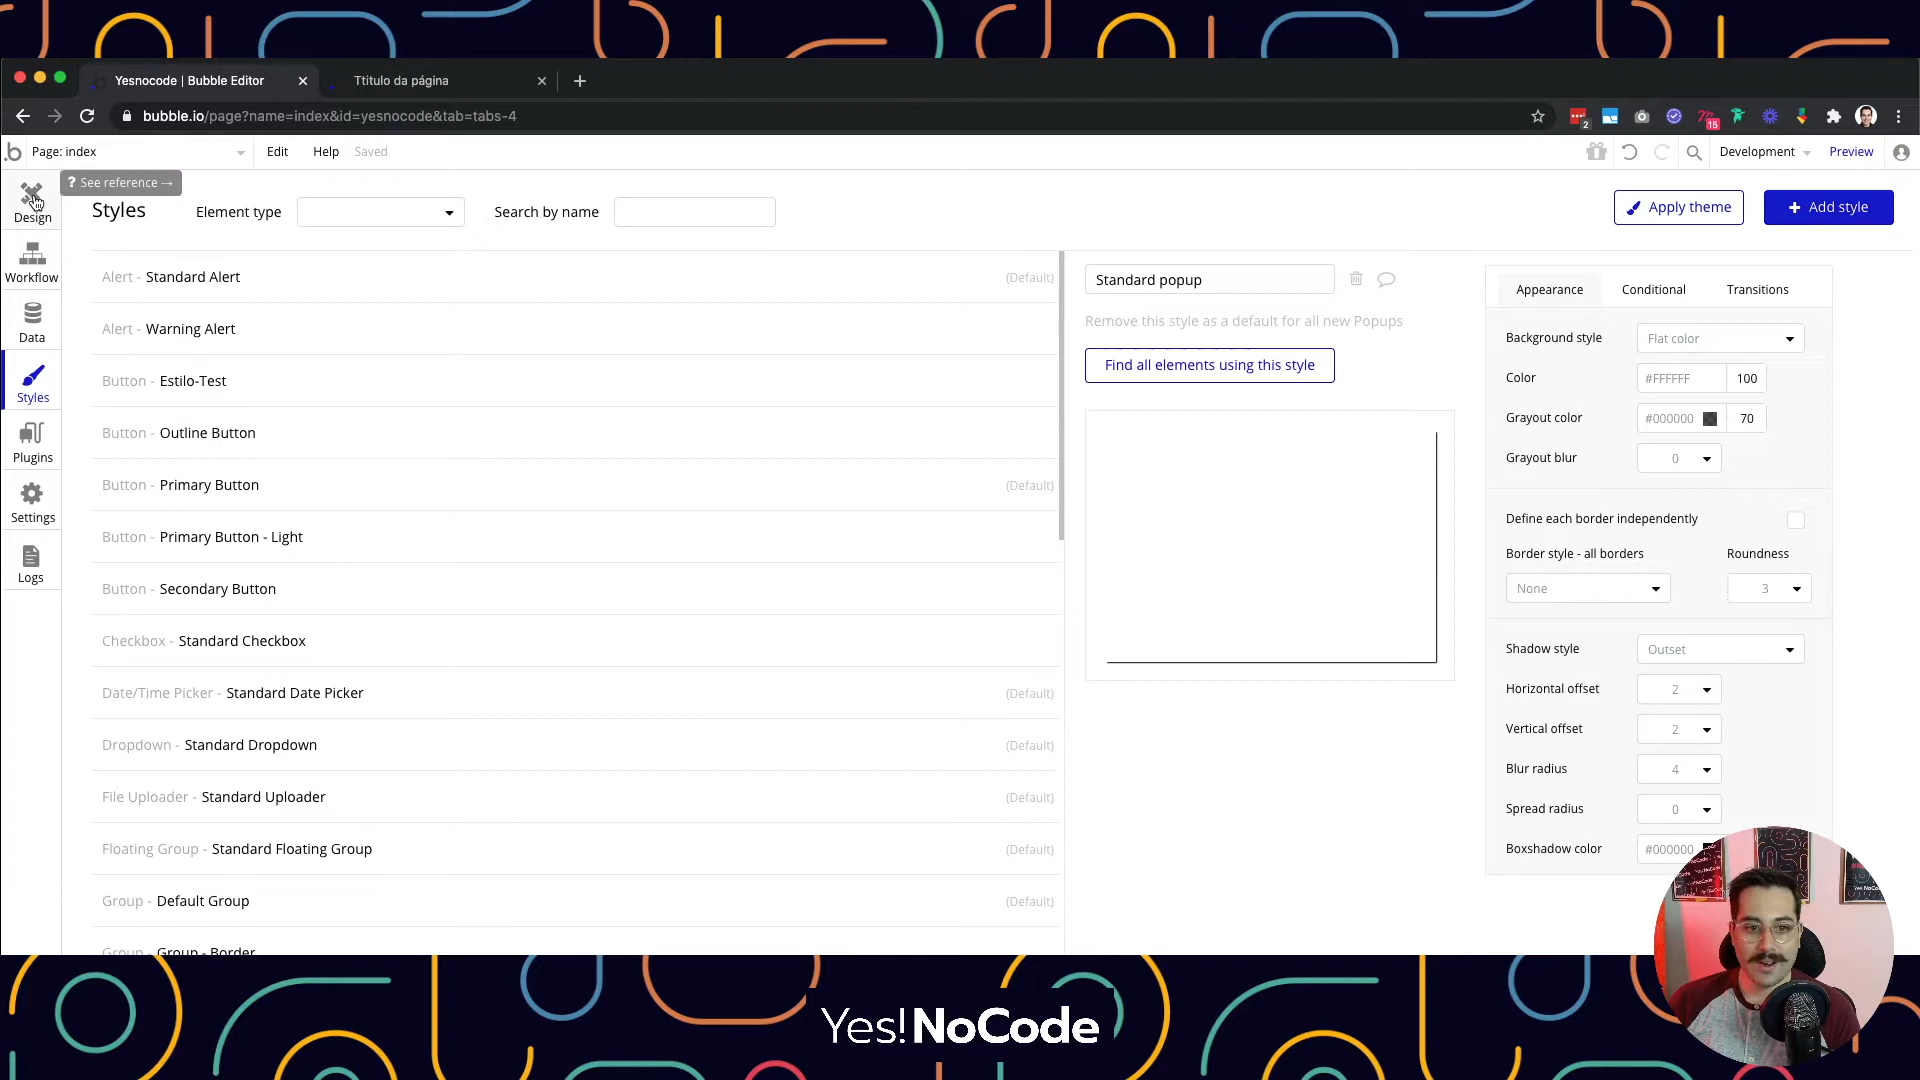 Yesnocode | Bubble Editor
Ttitulo da página
bubble.io/page?name=index&id=yesnocode&tab=tabs-4
2
15
Page: index
Edit
Help
Saved
Development
Preview
? See reference →
Design
Workflow
Data
Styles
Plugins
Settings
Logs
Styles
Element type
Search by name
Apply theme
+ Add style
Alert - Standard Alert (Default)
Alert - Warning Alert
Button - Estilo-Test
Button - Outline Button
Button - Primary Button (Default)
Button - Primary Button - Light
Button - Secondary Button
Checkbox - Standard Checkbox
Date/Time Picker - Standard Date Picker (Default)
Dropdown - Standard Dropdown (Default)
File Uploader - Standard Uploader (Default)
Floating Group - Standard Floating Group (Default)
Group - Default Group (Default)
Group - Group - Border
Standard popup
Remove this style as a default for all new Popups
Find all elements using this style
Appearance
Conditional
Transitions
Background style Flat color
Color #FFFFFF 100
Grayout color #000000 70
Grayout blur 0
Define each border independently
Border style - all borders Roundness
None 3
Shadow style Outset
Horizontal offset 2
Vertical offset 2
Blur radius 4
Spread radius 0
Boxshadow color #000000
Yes! NoCode